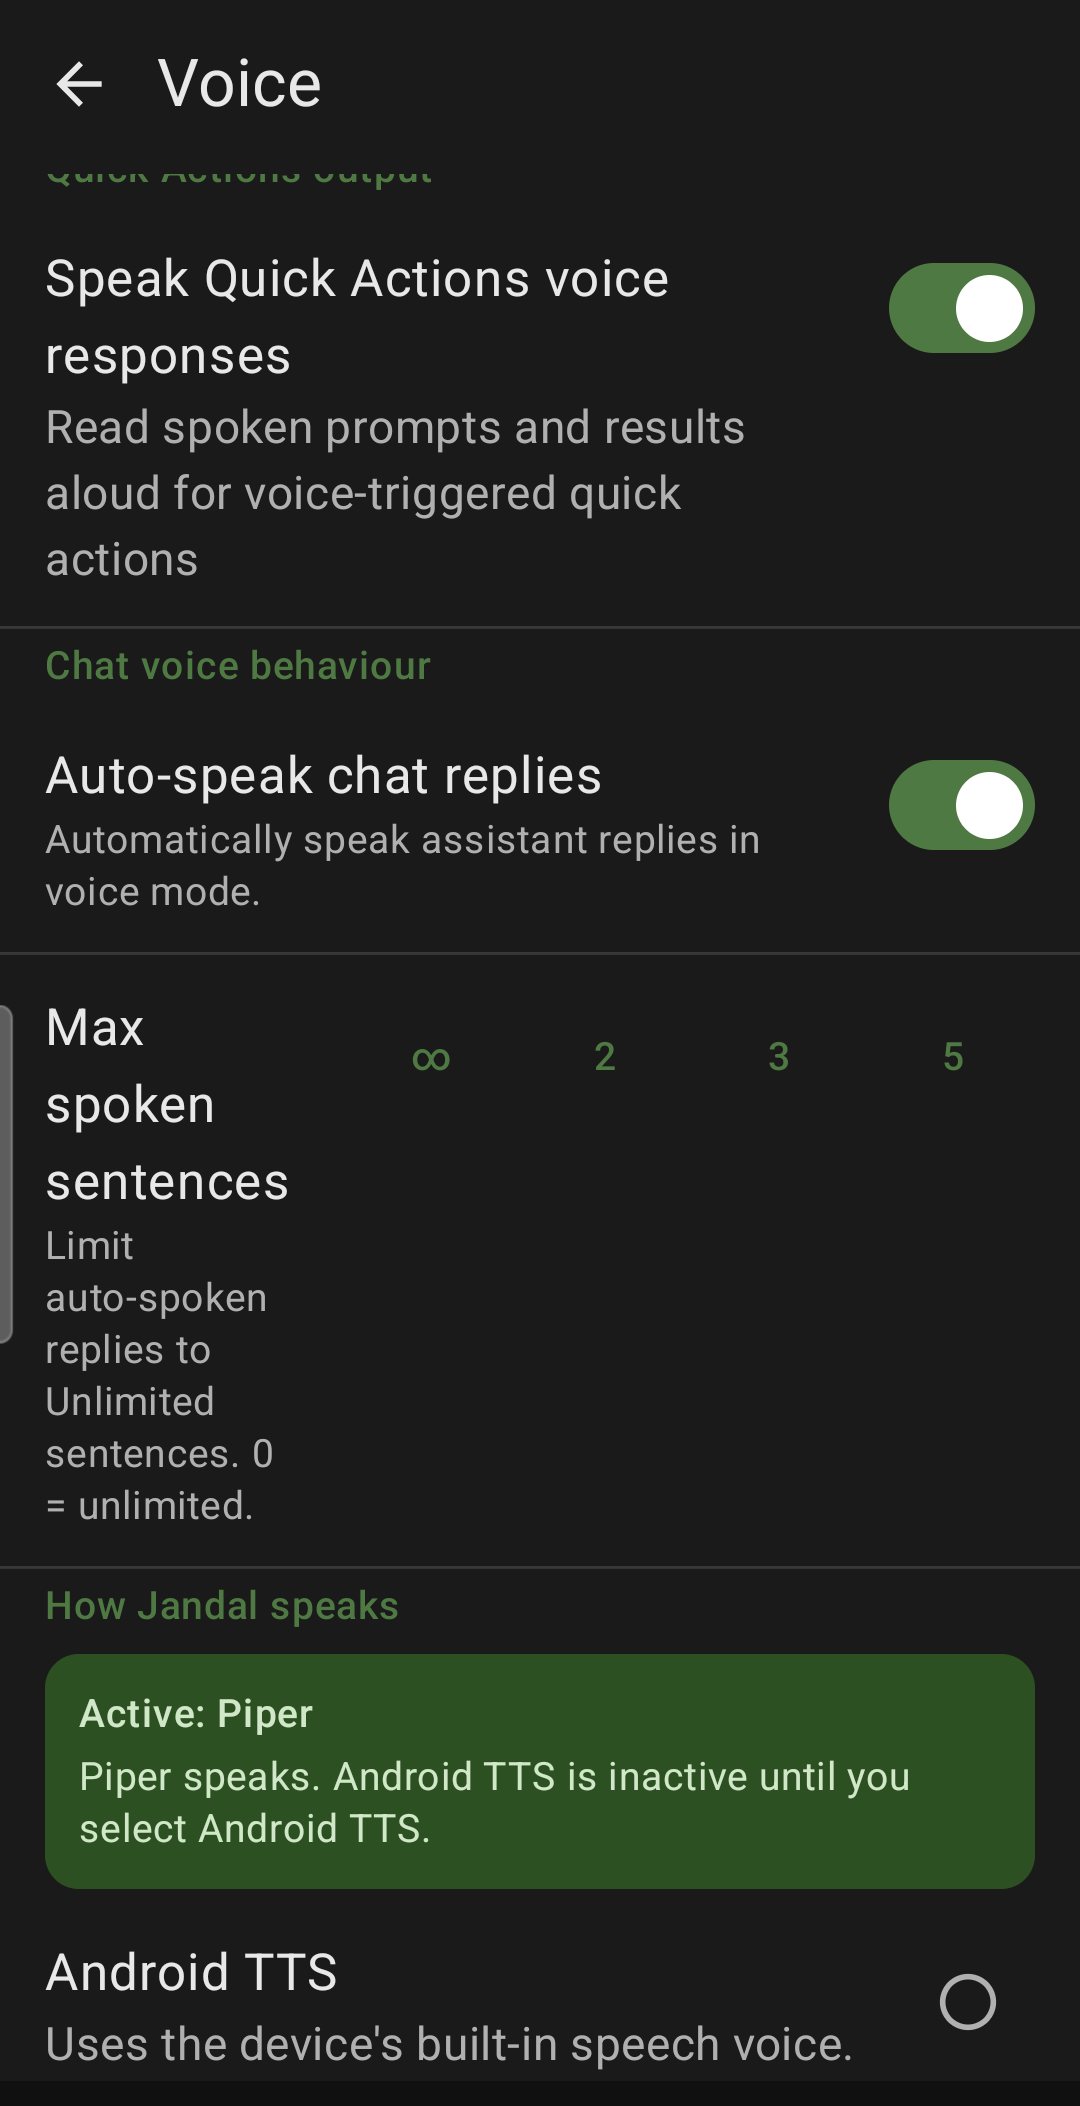 Voice
Quick Actions output
Speak Quick Actions voice
responses
Read spoken prompts and results
aloud for voice-triggered quick
actions
Chat voice behaviour
Auto-speak chat replies
Automatically speak assistant replies in
voice mode.
Max
spoken
sentences
∞ 2 3 5
Limit
auto-spoken
replies to
Unlimited
sentences. 0
= unlimited.
How Jandal speaks
Active: Piper
Piper speaks. Android TTS is inactive until you
select Android TTS.
Android TTS
Uses the device's built-in speech voice.